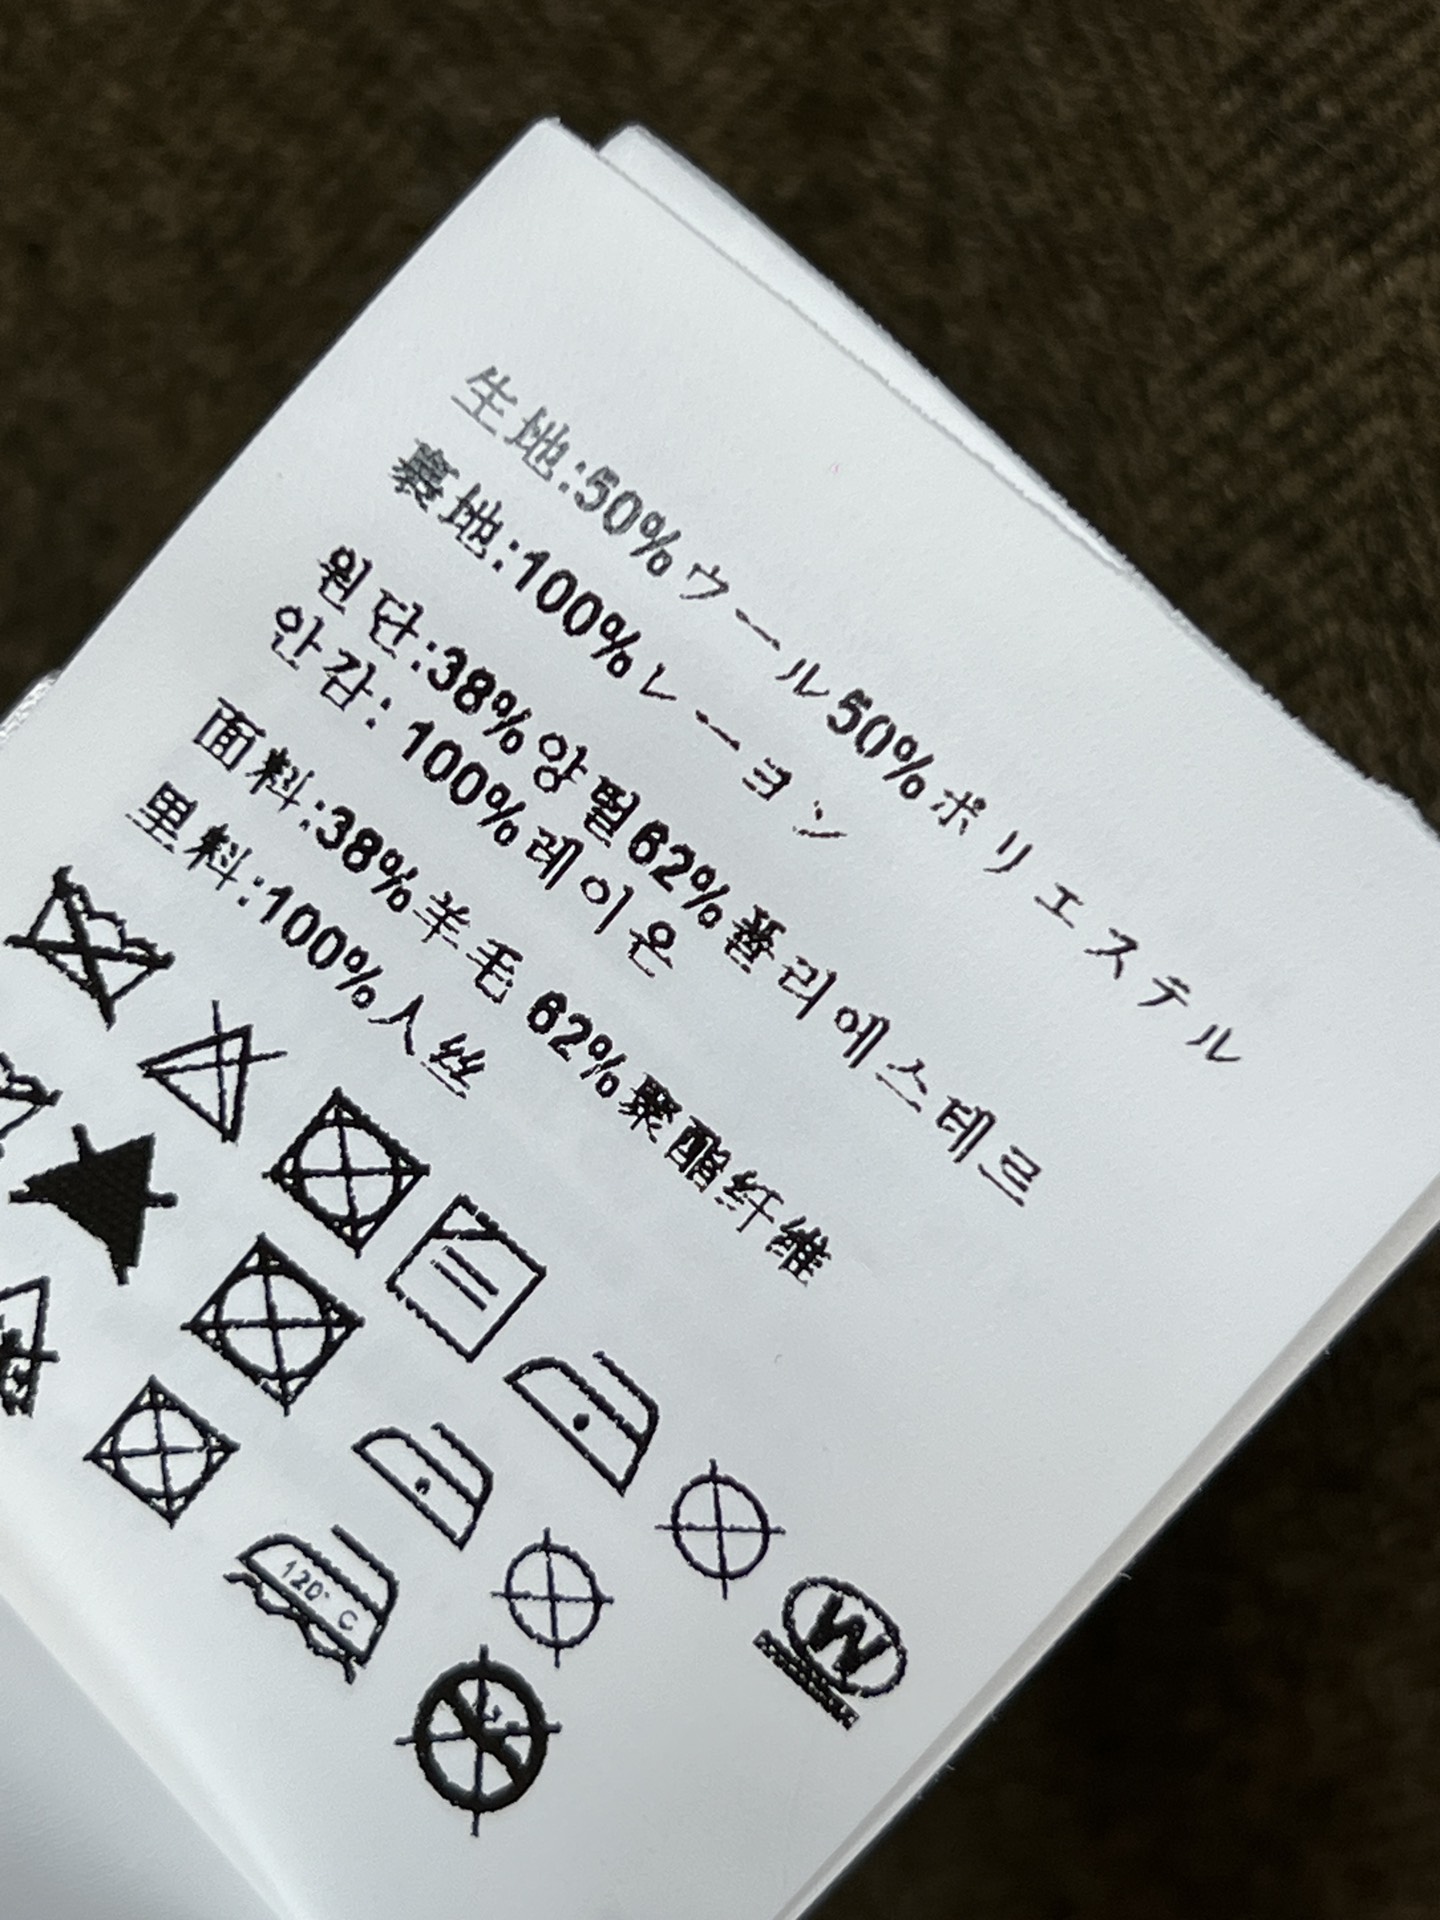 生地:50%ウール50%ポリエステル
裏地:100%レーヨン
원단:38%양털62%폴리에스테르
안감: 100%레이온
面料:38%羊毛 62%聚酯纤维
里料:100%人丝
120° C
W